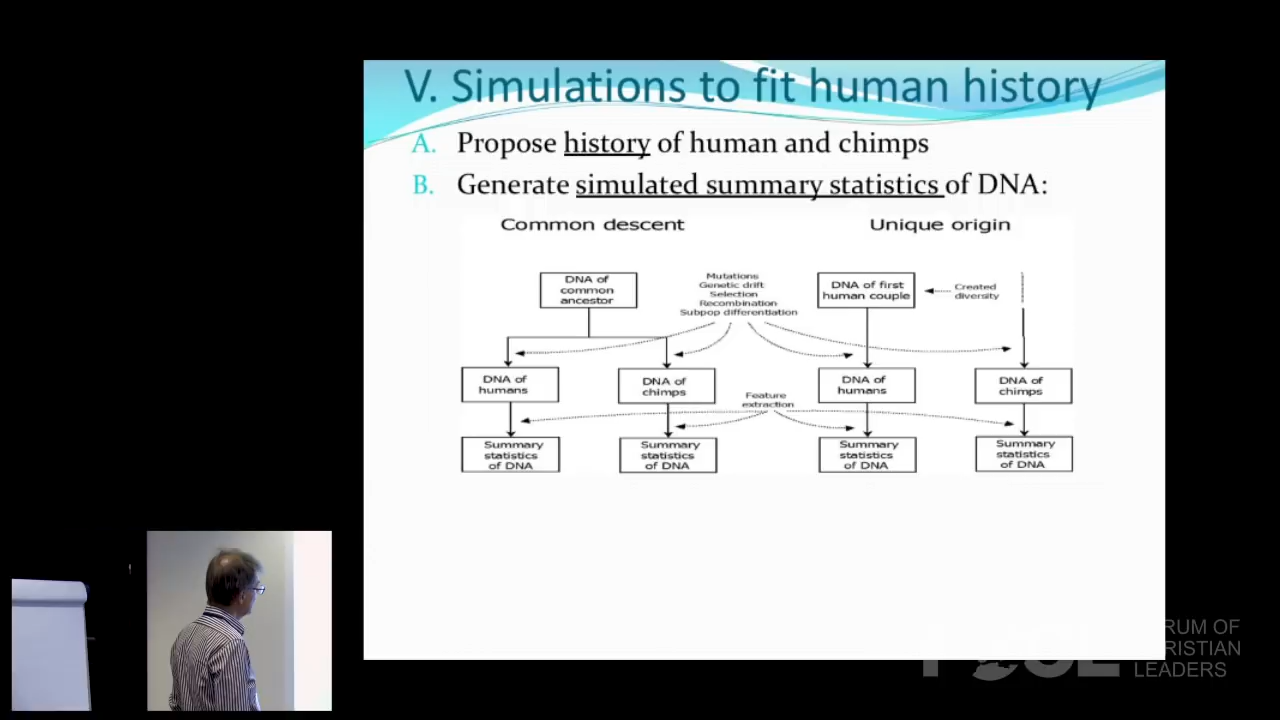 V. Simulations to fit human history
A. Propose history of human and chimps
B. Generate simulated summary statistics of DNA:
Common descent
Unique origin
DNA of
common
ancestor
Mutations
Genetic drift
Selection
Recombination
Subpop differentiation
DNA of first
human couple
Created
diversity
DNA of
humans
DNA of
chimps
Feature
extraction
DNA of
humans
DNA of
chimps
Summary
statistics
of DNA
Summary
statistics
of DNA
Summary
statistics
of DNA
Summary
statistics
of DNA
RUM OF
RISTIAN
LEADERS